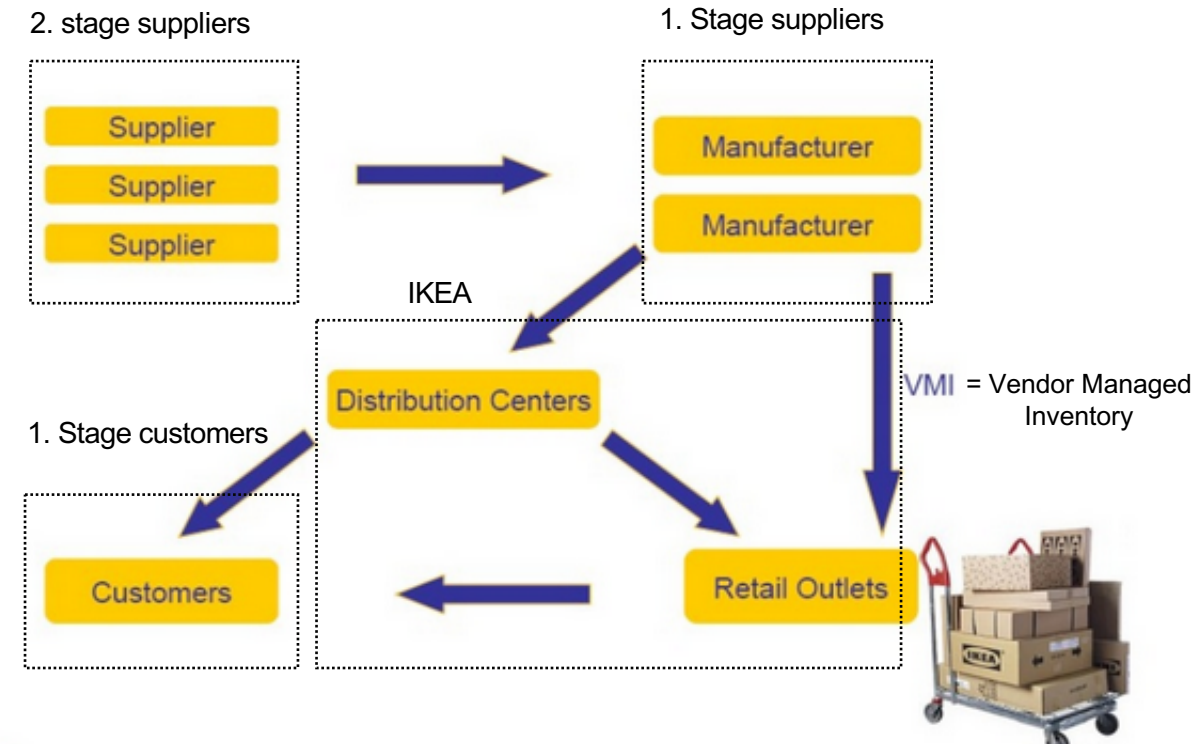 2. stage suppliers
1. Stage suppliers
Supplier
Supplier
Supplier
Manufacturer
Manufacturer
IKEA
Distribution Centers
VMI = Vendor Managed
Inventory
1. Stage customers
Customers
Retail Outlets
IKEA